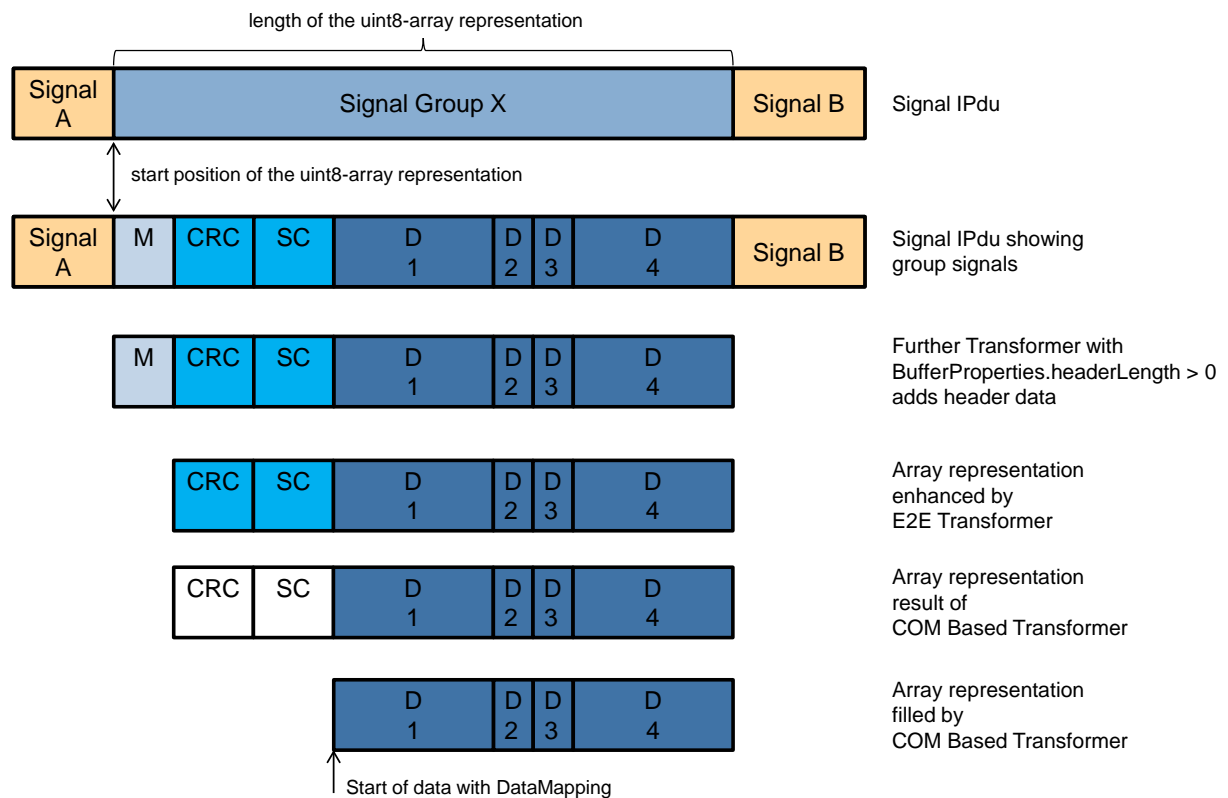 length of the uint8-array representation
Signal
A
Signal Group X
Signal B
Signal IPdu
start position of the uint8-array representation
Signal
A
M
CRC
SC
D
1
D
2
D
3
D
4
Signal B
Signal IPdu showing
group signals
M
CRC
SC
D
1
D
2
D
3
D
4
Further Transformer with
BufferProperties.headerLength > 0
adds header data
CRC
SC
D
1
D
2
D
3
D
4
Array representation
enhanced by
E2E Transformer
CRC
SC
D
1
D
2
D
3
D
4
Array representation
result of
COM Based Transformer
D
1
D
2
D
3
D
4
Array representation
filled by
COM Based Transformer
Start of data with DataMapping